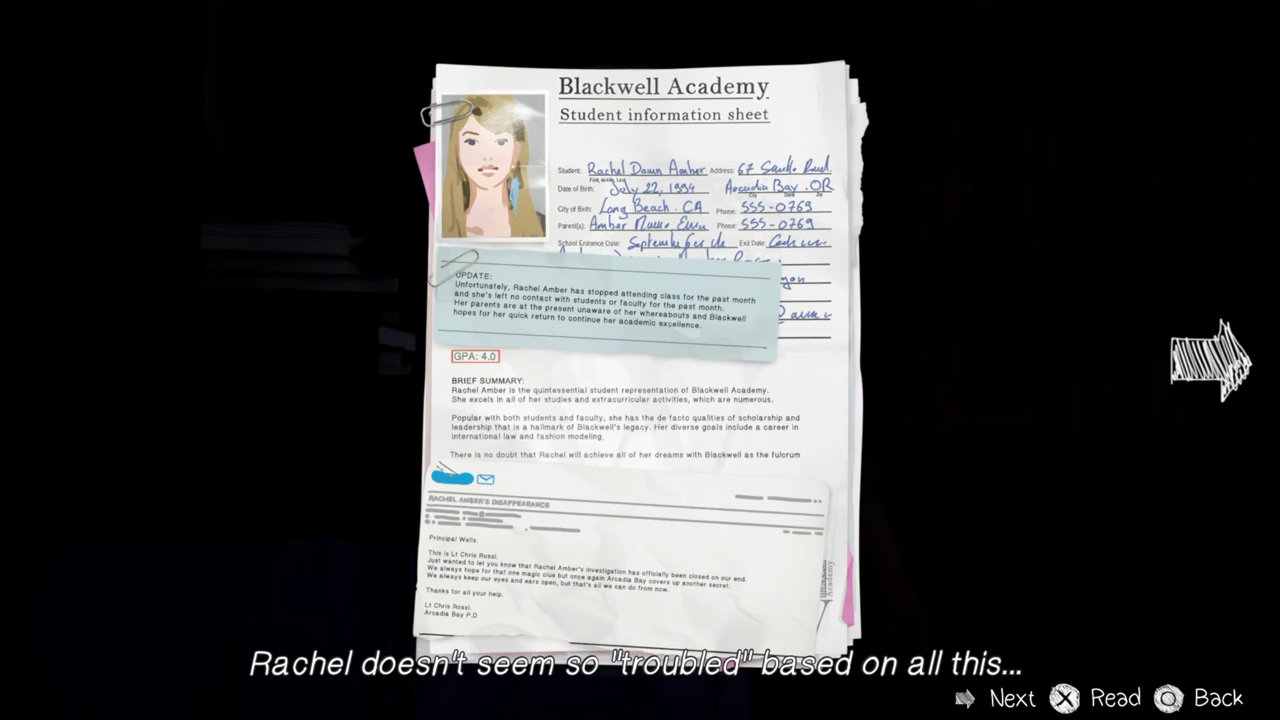 Blackwell Academy
Student information sheet
Student: Rachel Dawn Amber Address: 67
First, Middle, Last
Date of Birth: July 22, 1994 Arcadia Bay . OR
City of Birth: Long Beach . CA Phone: 555-0769
Parent(s): Amber Phone: 555-0769
School Entrance Date: Exit Date:
UPDATE:
Unfortunately, Rachel Amber has stopped attending class for the past month
and she's left no contact with students or faculty for the past month.
Her parents are at the present unaware of her whereabouts and Blackwell
hopes for her quick return to continue her academic excellence.
GPA: 4.0
BRIEF SUMMARY:
Rachel Amber is the quintessential student representation of Blackwell Academy.
She excels in all of her studies and extracurricular activities, which are numerous.
Popular with both students and faculty, she has the de facto qualities of scholarship and
leadership that is a hallmark of Blackwell's legacy. Her diverse goals include a career in
international law and fashion modeling.
There is no doubt that Rachel will achieve all of her dreams with Blackwell as the fulcrum
RACHEL AMBER'S DISAPPEARANCE
Principal Wells,
This is Lt Chris Rossi.
Just wanted to let you know that Rachel Amber's investigation has officially been closed on our end.
We always hope for that one magic clue but once again Arcadia Bay covers up another secret.
We always keep our eyes and ears open, but that's all we can do from now.
Thanks for all your help.
Lt Chris Rossi.
Arcadia Bay P.D
Academy
Rachel doesn't seem so "troubled" based on all this...
Next Read Back